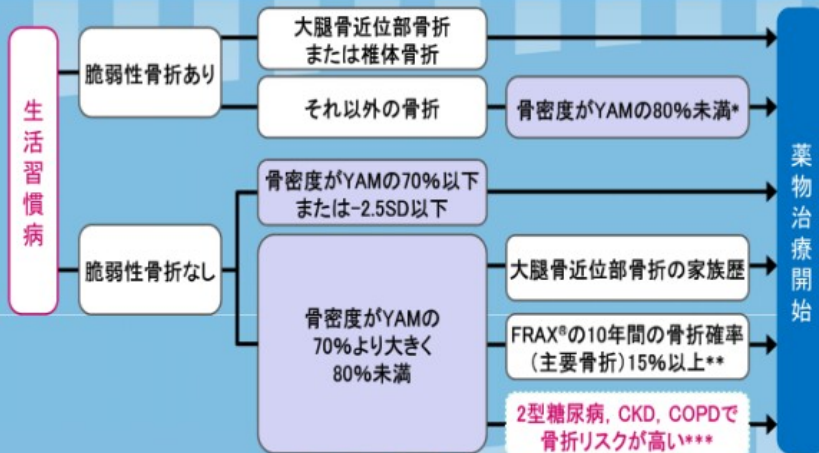 生活習慣病
脆弱性骨折あり
大腿骨近位部骨折
または椎体骨折
それ以外の骨折
骨密度がYAMの80%未満*
脆弱性骨折なし
骨密度がYAMの70%以下
または-2.5SD以下
骨密度がYAMの
70%より大きく
80%未満
大腿骨近位部骨折の家族歴
FRAX®の10年間の骨折確率
(主要骨折)15%以上**
2型糖尿病, CKD, COPDで
骨折リスクが高い***
薬物治療開始